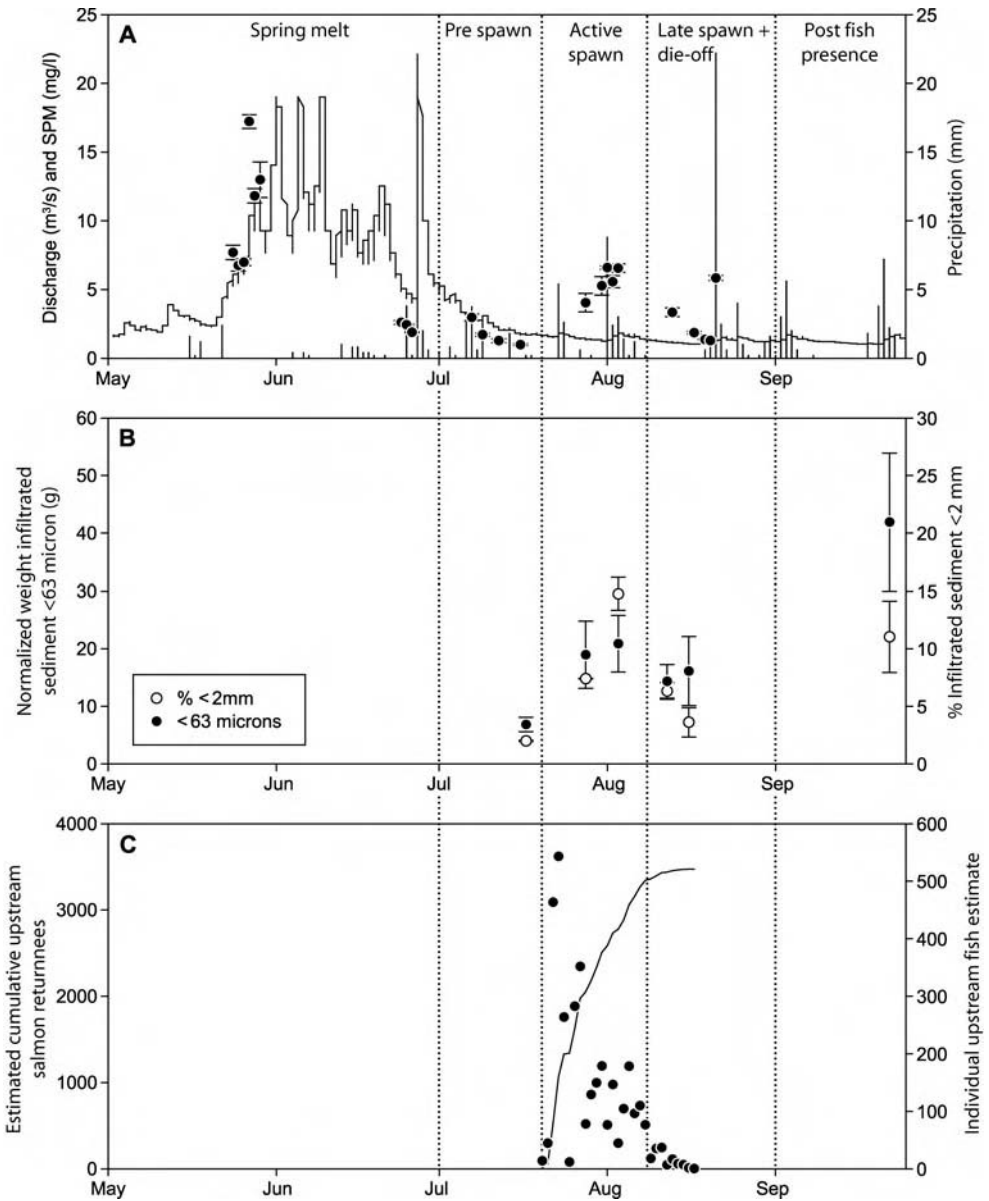 A
Spring melt
Pre spawn
Active
spawn
Late spawn +
die-off
Post fish
presence
Discharge (m³/s) and SPM (mg/l)
25
20
15
10
5
0
Precipitation (mm)
25
20
15
10
5
0
May
Jun
Jul
Aug
Sep
B
Normalized weight infiltrated
sediment <63 micron (g)
60
50
40
30
20
10
0
% Infiltrated sediment <2 mm
30
25
20
15
10
5
0
% <2mm
<63 microns
May
Jun
Jul
Aug
Sep
C
Estimated cumulative upstream
salmon returnnees
4000
3000
2000
1000
0
Individual upstream fish estimate
600
500
400
300
200
100
0
May
Jun
Jul
Aug
Sep